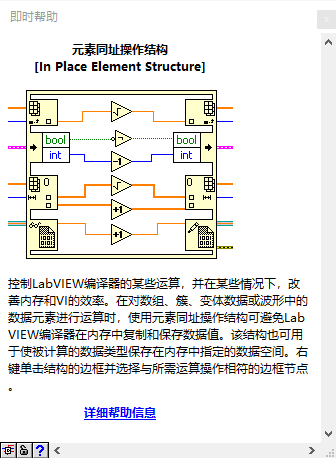 即时帮助
元素同址操作结构
[In Place Element Structure]
bool
int
bool
int
0
0
+1
+1
控制LabVIEW编译器的某些运算，并在某些情况下，改
善内存和VI的效率。在对数组、簇、变体数据或波形中的
数据元素进行运算时，使用元素同址操作结构可避免Lab
VIEW编译器在内存中复制和保存数据值。该结构也可用
于使被计算的数据类型保存在内存中指定的数据空间。右
键单击结构的边框并选择与所需运算操作相符的边框节点
。
详细帮助信息
?